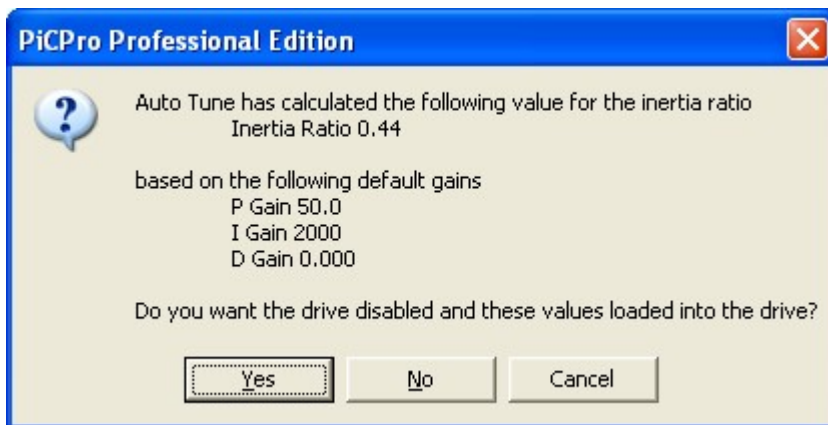 PiCPro Professional Edition
Auto Tune has calculated the following value for the inertia ratio
Inertia Ratio 0.44
based on the following default gains
P Gain 50.0
I Gain 2000
D Gain 0.000
Do you want the drive disabled and these values loaded into the drive?
Yes No Cancel